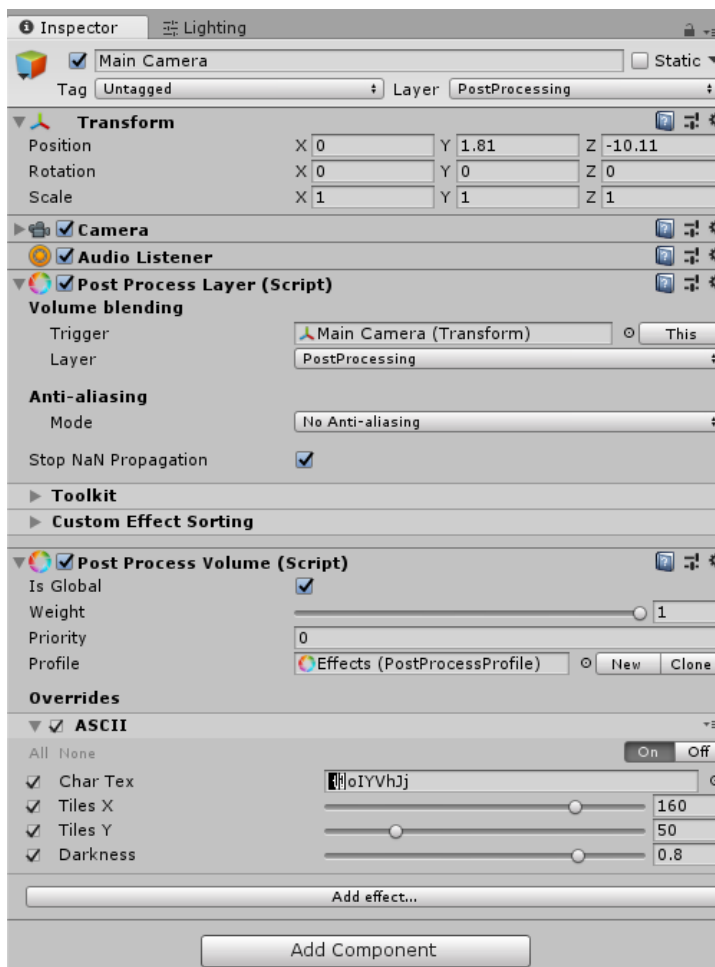 Inspector Lighting
Main Camera Static
Tag Untagged Layer PostProcessing
Transform
Position X 0 Y 1.81 Z -10.11
Rotation X 0 Y 0 Z 0
Scale X 1 Y 1 Z 1
Camera
Audio Listener
Post Process Layer (Script)
Volume blending
Trigger Main Camera (Transform) This
Layer PostProcessing
Anti-aliasing
Mode No Anti-aliasing
Stop NaN Propagation
Toolkit
Custom Effect Sorting
Post Process Volume (Script)
Is Global
Weight 1
Priority 0
Profile Effects (PostProcessProfile) New Clone
Overrides
ASCII
All None On Off
Char Tex oIYVhJj
Tiles X 160
Tiles Y 50
Darkness 0.8
Add effect...
Add Component